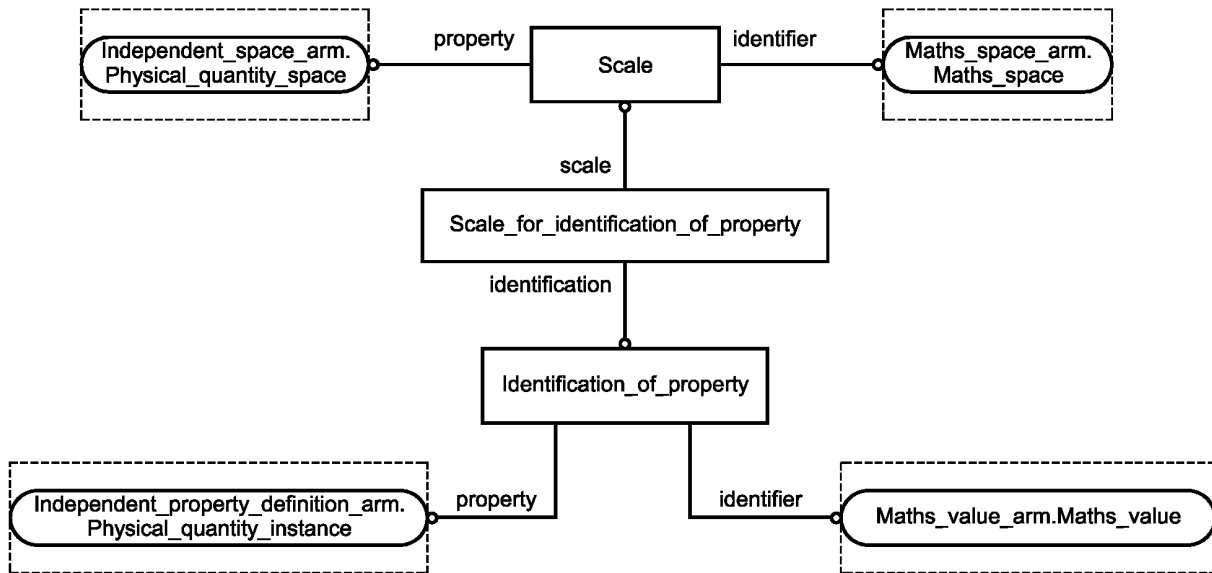 Independent_space_arm.
Physical_quantity_space
property
Scale
identifier
Maths_space_arm.
Maths_space
scale
Scale_for_identification_of_property
identification
Identification_of_property
Independent_property_definition_arm.
Physical_quantity_instance
property
identifier
Maths_value_arm.Maths_value